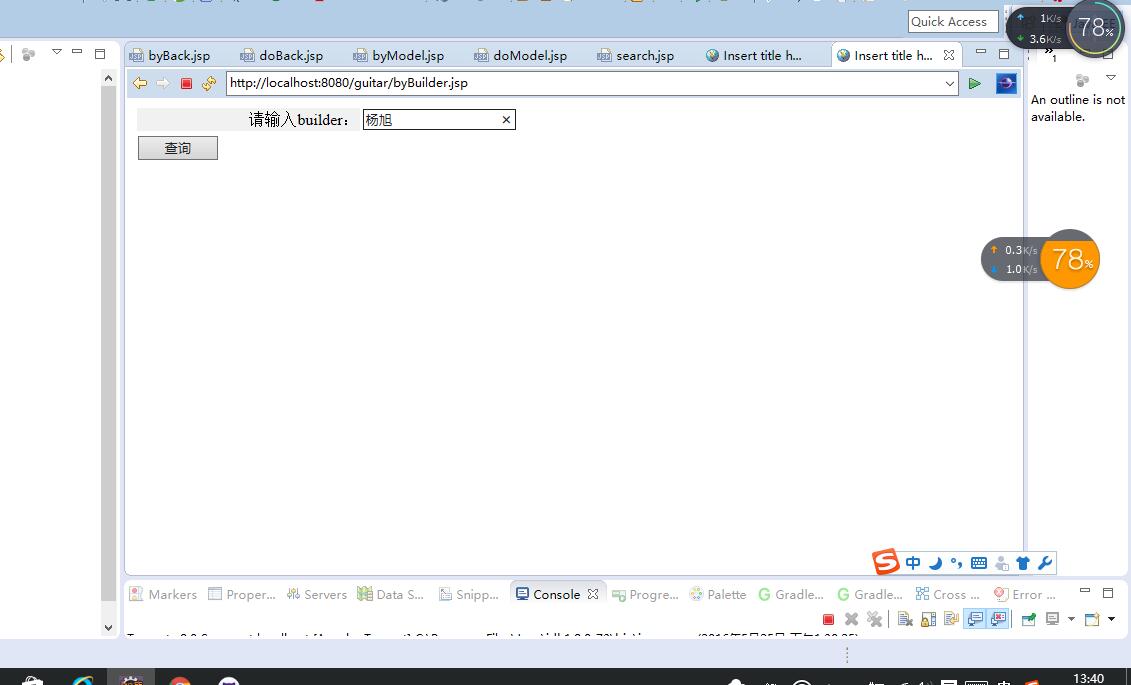 Quick Access
1K/s
3.6K/s
78%
byBack.jsp
doBack.jsp
byModel.jsp
doModel.jsp
search.jsp
Insert title h...
Insert title h...
1
http://localhost:8080/guitar/byBuilder.jsp
An outline is not
available.
请输入builder：
杨旭
查询
0.3K/s
1.0K/s
78%
中
Markers
Proper...
Servers
Data S...
Snipp...
Console
Progre...
Palette
Gradle...
Gradle...
Cross ...
Error ...
13:40